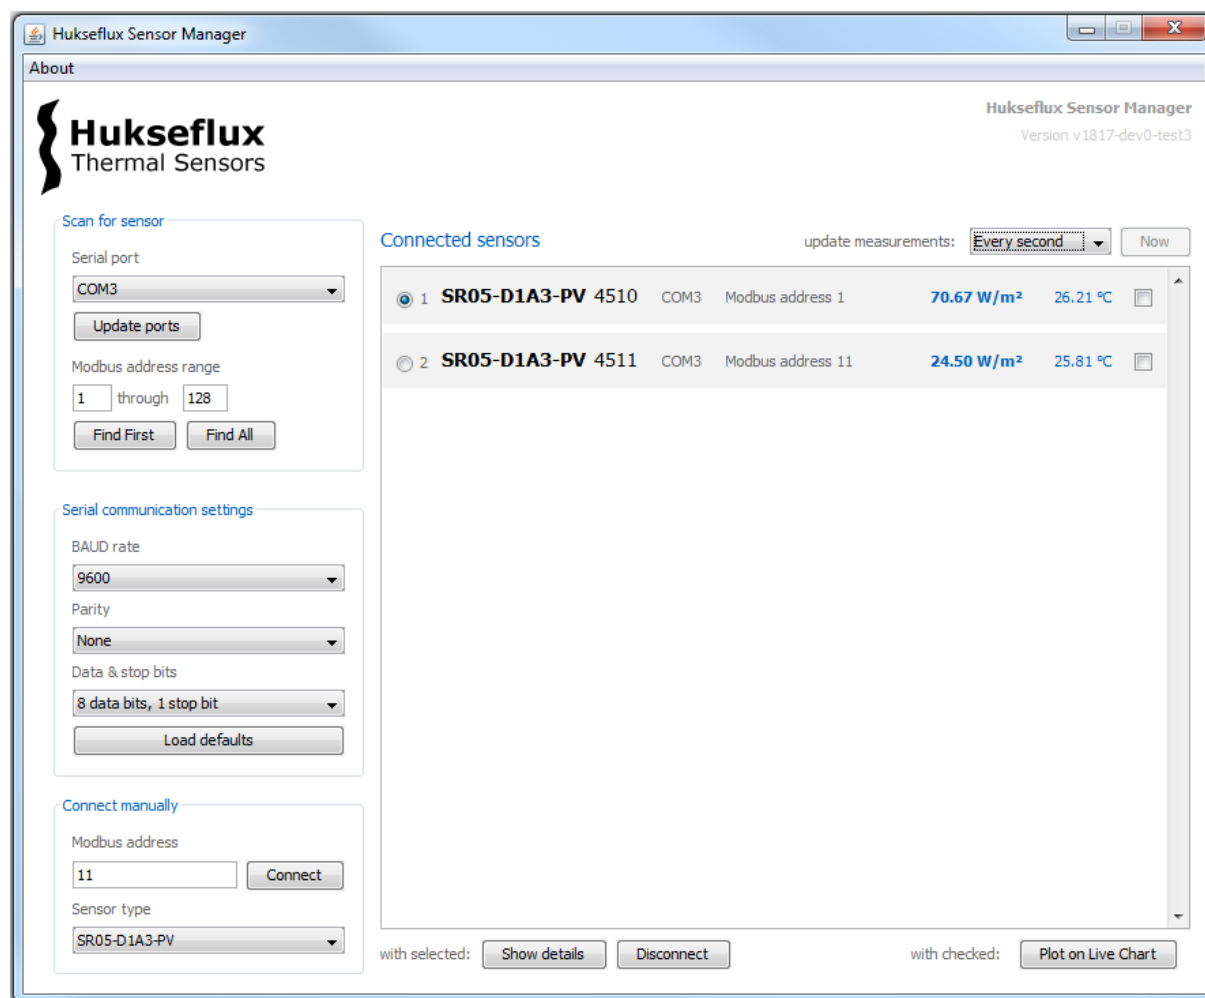 Hukseflux Sensor Manager
About
Hukseflux
Thermal Sensors
Hukseflux Sensor Manager
Version v1817-dev0-test3
Scan for sensor
Serial port
COM3
Update ports
Modbus address range
1 through 128
Find First Find All
Serial communication settings
BAUD rate
9600
Parity
None
Data & stop bits
8 data bits, 1 stop bit
Load defaults
Connect manually
Modbus address
11 Connect
Sensor type
SR05-D1A3-PV
Connected sensors update measurements: Every second Now
1 SR05-D1A3-PV 4510 COM3 Modbus address 1 70.67 W/m² 26.21 ºC
2 SR05-D1A3-PV 4511 COM3 Modbus address 11 24.50 W/m² 25.81 ºC
with selected: Show details Disconnect with checked: Plot on Live Chart